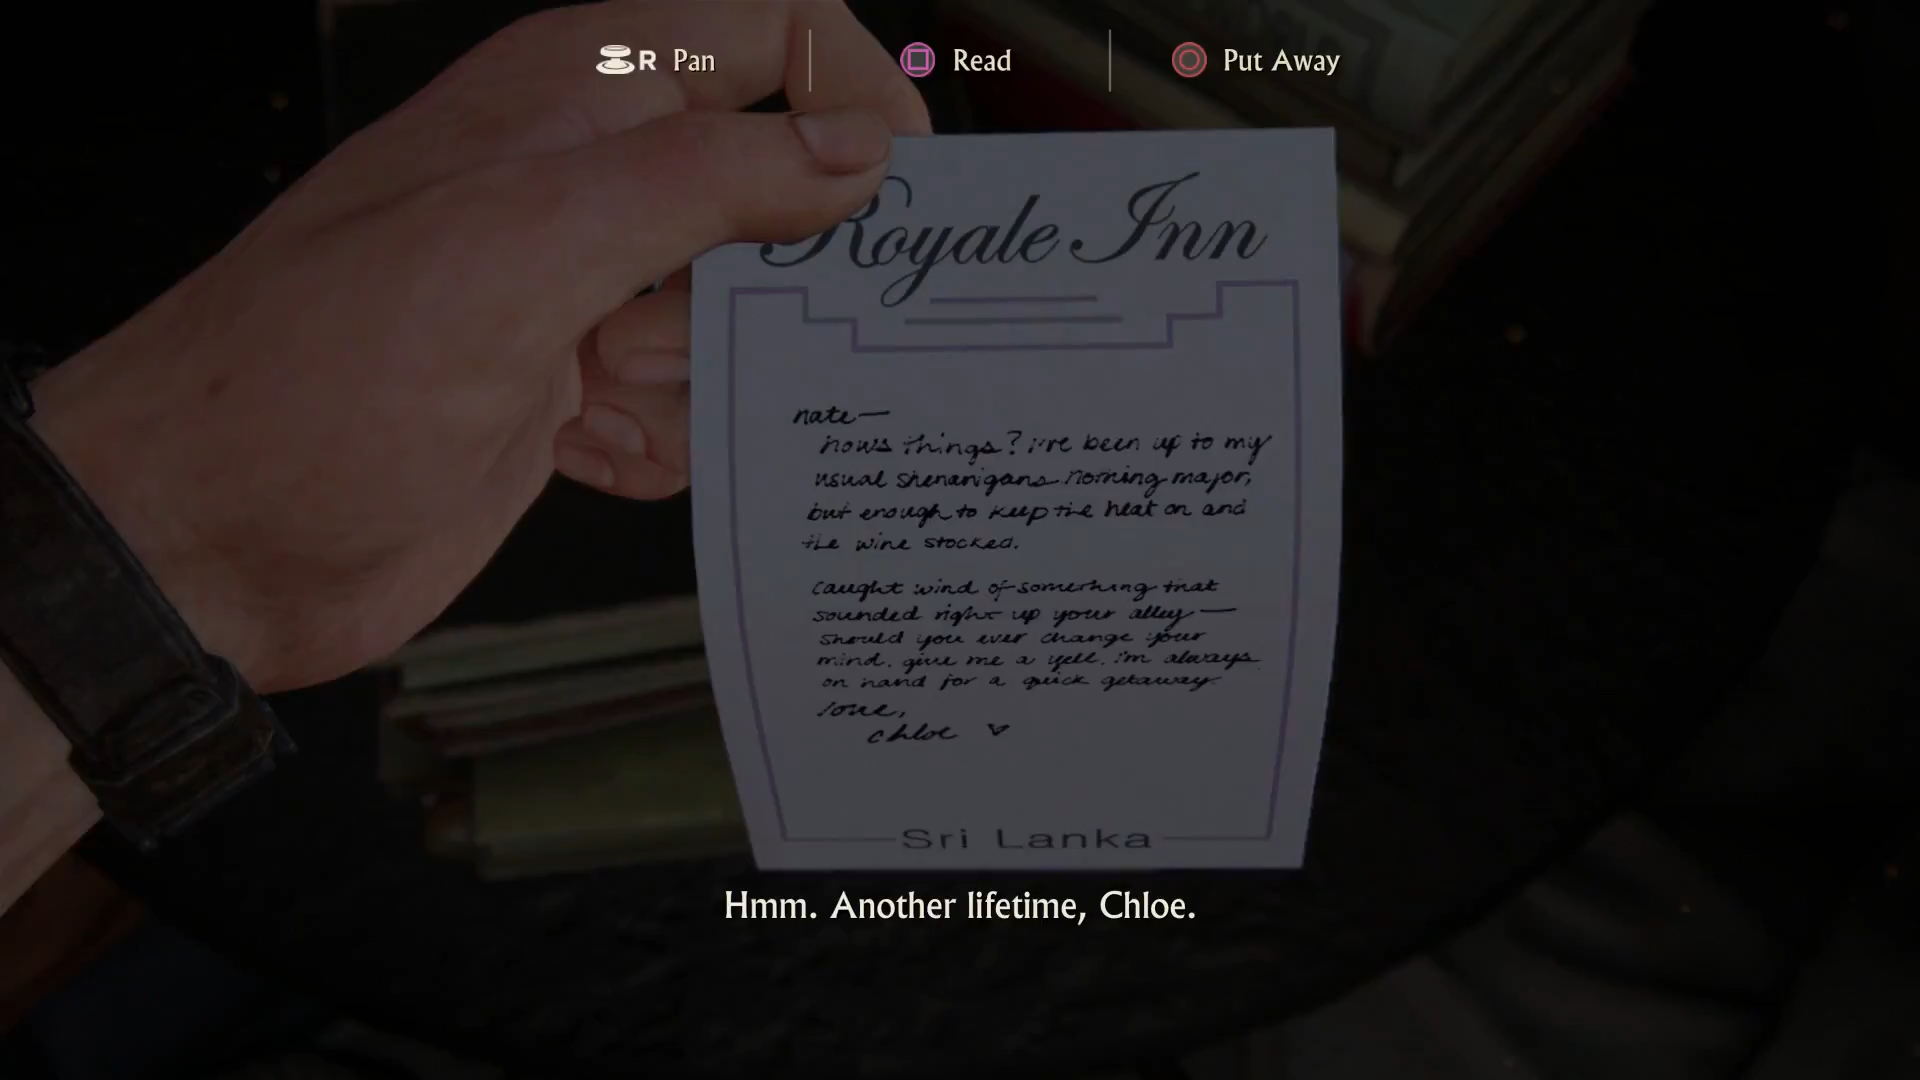 R Pan
Read
Put Away
Royale Inn
nate—
hows things? I've been up to my
usual shenanigans. Nothing major,
but enough to keep the heat on and
the wine stocked.
Caught wind of something that
sounded right up your alley—
should you ever change your
mind, give me a yell. I'm always
on hand for a quick getaway.
love,
chloe ♥
Sri Lanka
Hmm. Another lifetime, Chloe.